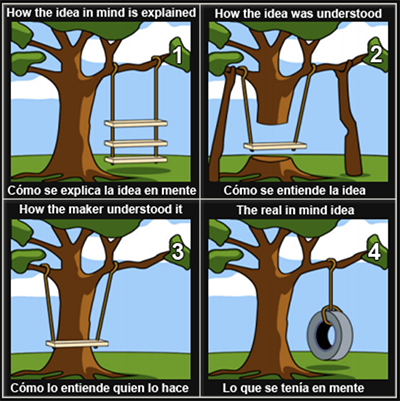 How the idea in mind is explained
1
Cómo se explica la idea en mente
How the idea was understood
2
Cómo se entiende la idea
How the maker understood it
3
Cómo lo entiende quien lo hace
The real in mind idea
4
Lo que se tenía en mente